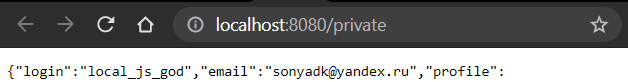 localhost:8080/private
{"login":"local_js_god","email":"sonyadk@yandex.ru","profile":